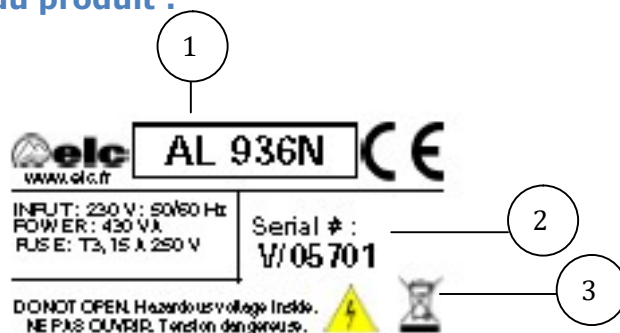 du produit :
1
elc
www.elc.fr
AL 936N
CE
INPUT: 230 V: 50/60 Hz
POWER: 430 VA
FUSE: T3,15 A 250 V
Serial # :
V/05701
2
3
DO NOT OPEN. Hazardous voltage inside.
NE PAS OUVRIR. Tension dangereuse.